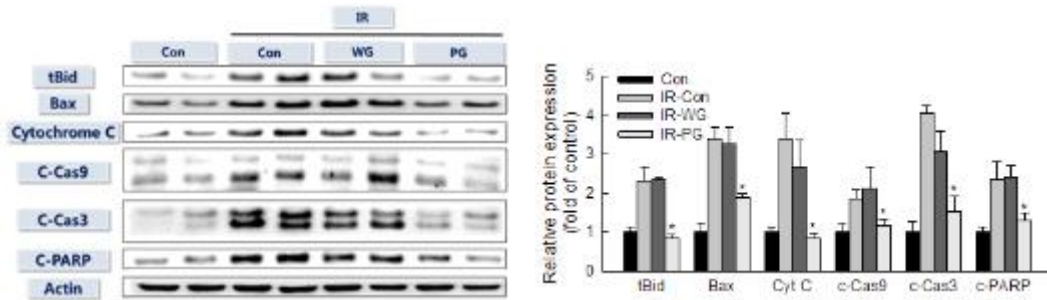 IR
Con Con WG PG
tBid
Bax
Cytochrome C
C-Cas9
C-Cas3
C-PARP
Actin
Relative protein expression
(fold of control)
5
4
3
2
1
0
Con
IR-Con
IR-WG
IR-PG
* * * * * *
tBid Bax Cyt C c-Cas9 c-Cas3 c-PARP